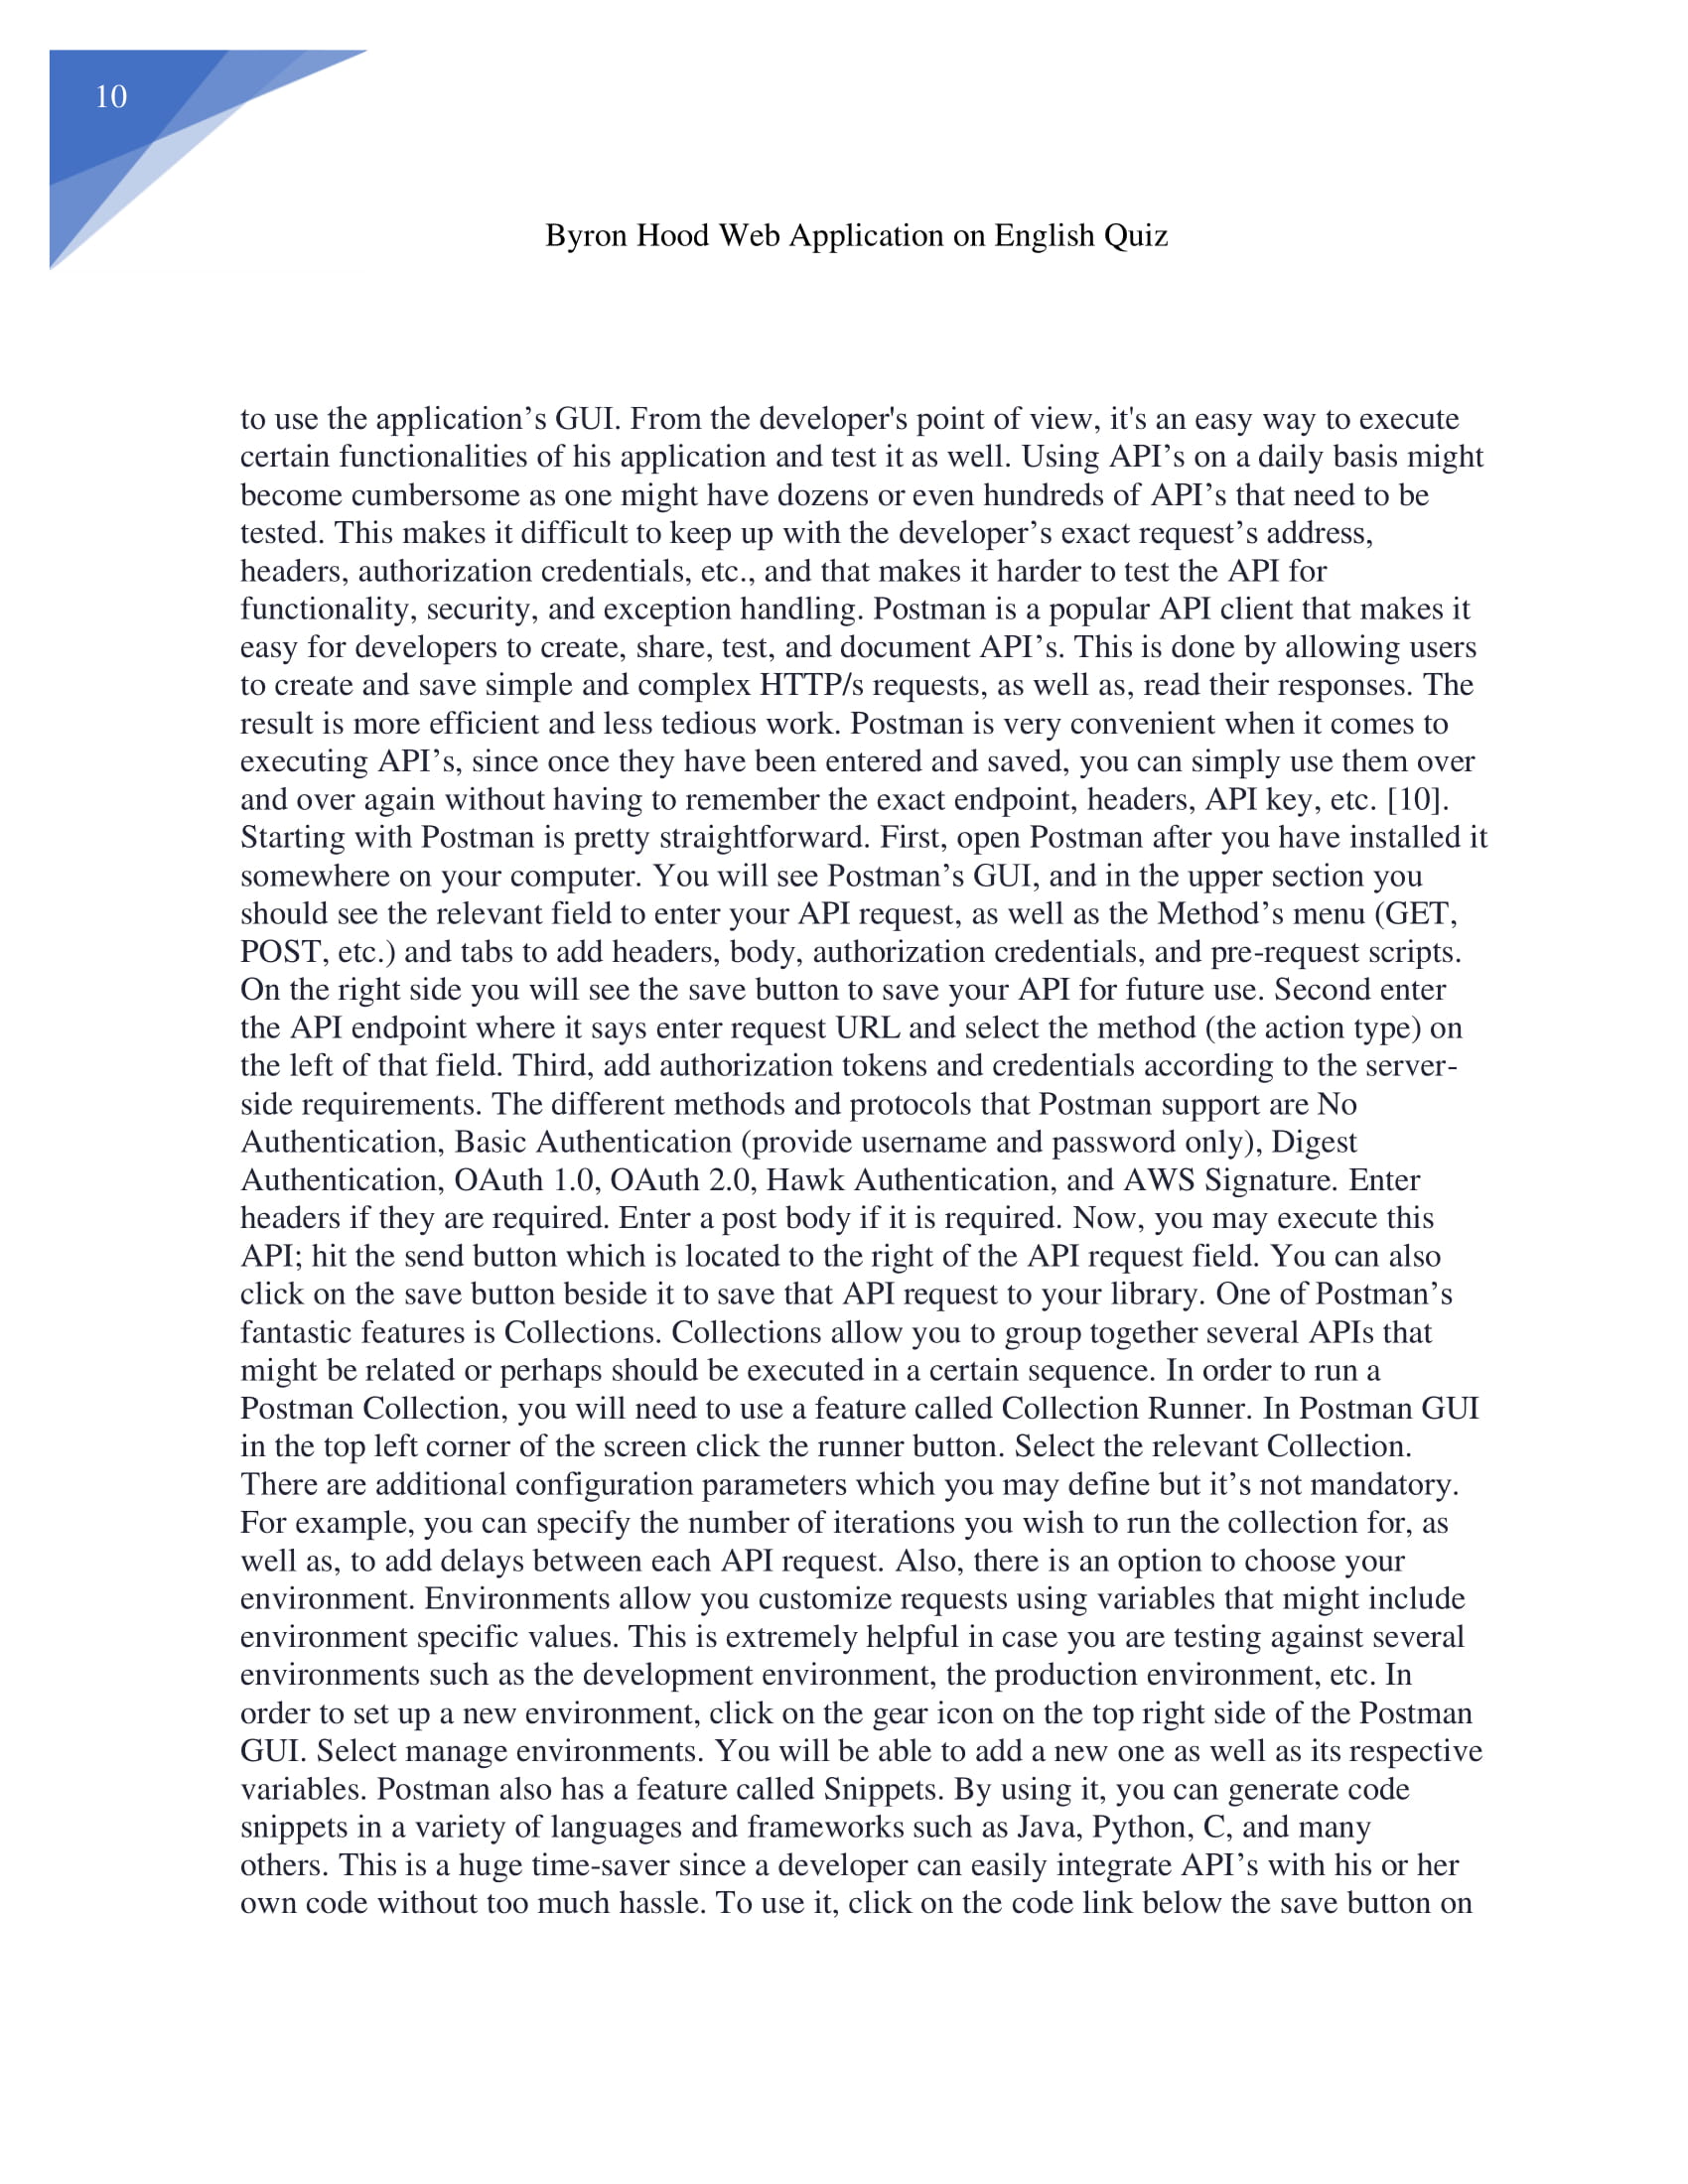 10
Byron Hood Web Application on English Quiz
to use the application’s GUI. From the developer's point of view, it's an easy way to execute
certain functionalities of his application and test it as well. Using API’s on a daily basis might
become cumbersome as one might have dozens or even hundreds of API’s that need to be
tested. This makes it difficult to keep up with the developer’s exact request’s address,
headers, authorization credentials, etc., and that makes it harder to test the API for
functionality, security, and exception handling. Postman is a popular API client that makes it
easy for developers to create, share, test, and document API’s. This is done by allowing users
to create and save simple and complex HTTP/s requests, as well as, read their responses. The
result is more efficient and less tedious work. Postman is very convenient when it comes to
executing API’s, since once they have been entered and saved, you can simply use them over
and over again without having to remember the exact endpoint, headers, API key, etc. [10].
Starting with Postman is pretty straightforward. First, open Postman after you have installed it
somewhere on your computer. You will see Postman’s GUI, and in the upper section you
should see the relevant field to enter your API request, as well as the Method’s menu (GET,
POST, etc.) and tabs to add headers, body, authorization credentials, and pre-request scripts.
On the right side you will see the save button to save your API for future use. Second enter
the API endpoint where it says enter request URL and select the method (the action type) on
the left of that field. Third, add authorization tokens and credentials according to the server-
side requirements. The different methods and protocols that Postman support are No
Authentication, Basic Authentication (provide username and password only), Digest
Authentication, OAuth 1.0, OAuth 2.0, Hawk Authentication, and AWS Signature. Enter
headers if they are required. Enter a post body if it is required. Now, you may execute this
API; hit the send button which is located to the right of the API request field. You can also
click on the save button beside it to save that API request to your library. One of Postman’s
fantastic features is Collections. Collections allow you to group together several APIs that
might be related or perhaps should be executed in a certain sequence. In order to run a
Postman Collection, you will need to use a feature called Collection Runner. In Postman GUI
in the top left corner of the screen click the runner button. Select the relevant Collection.
There are additional configuration parameters which you may define but it’s not mandatory.
For example, you can specify the number of iterations you wish to run the collection for, as
well as, to add delays between each API request. Also, there is an option to choose your
environment. Environments allow you customize requests using variables that might include
environment specific values. This is extremely helpful in case you are testing against several
environments such as the development environment, the production environment, etc. In
order to set up a new environment, click on the gear icon on the top right side of the Postman
GUI. Select manage environments. You will be able to add a new one as well as its respective
variables. Postman also has a feature called Snippets. By using it, you can generate code
snippets in a variety of languages and frameworks such as Java, Python, C, and many
others. This is a huge time-saver since a developer can easily integrate API’s with his or her
own code without too much hassle. To use it, click on the code link below the save button on